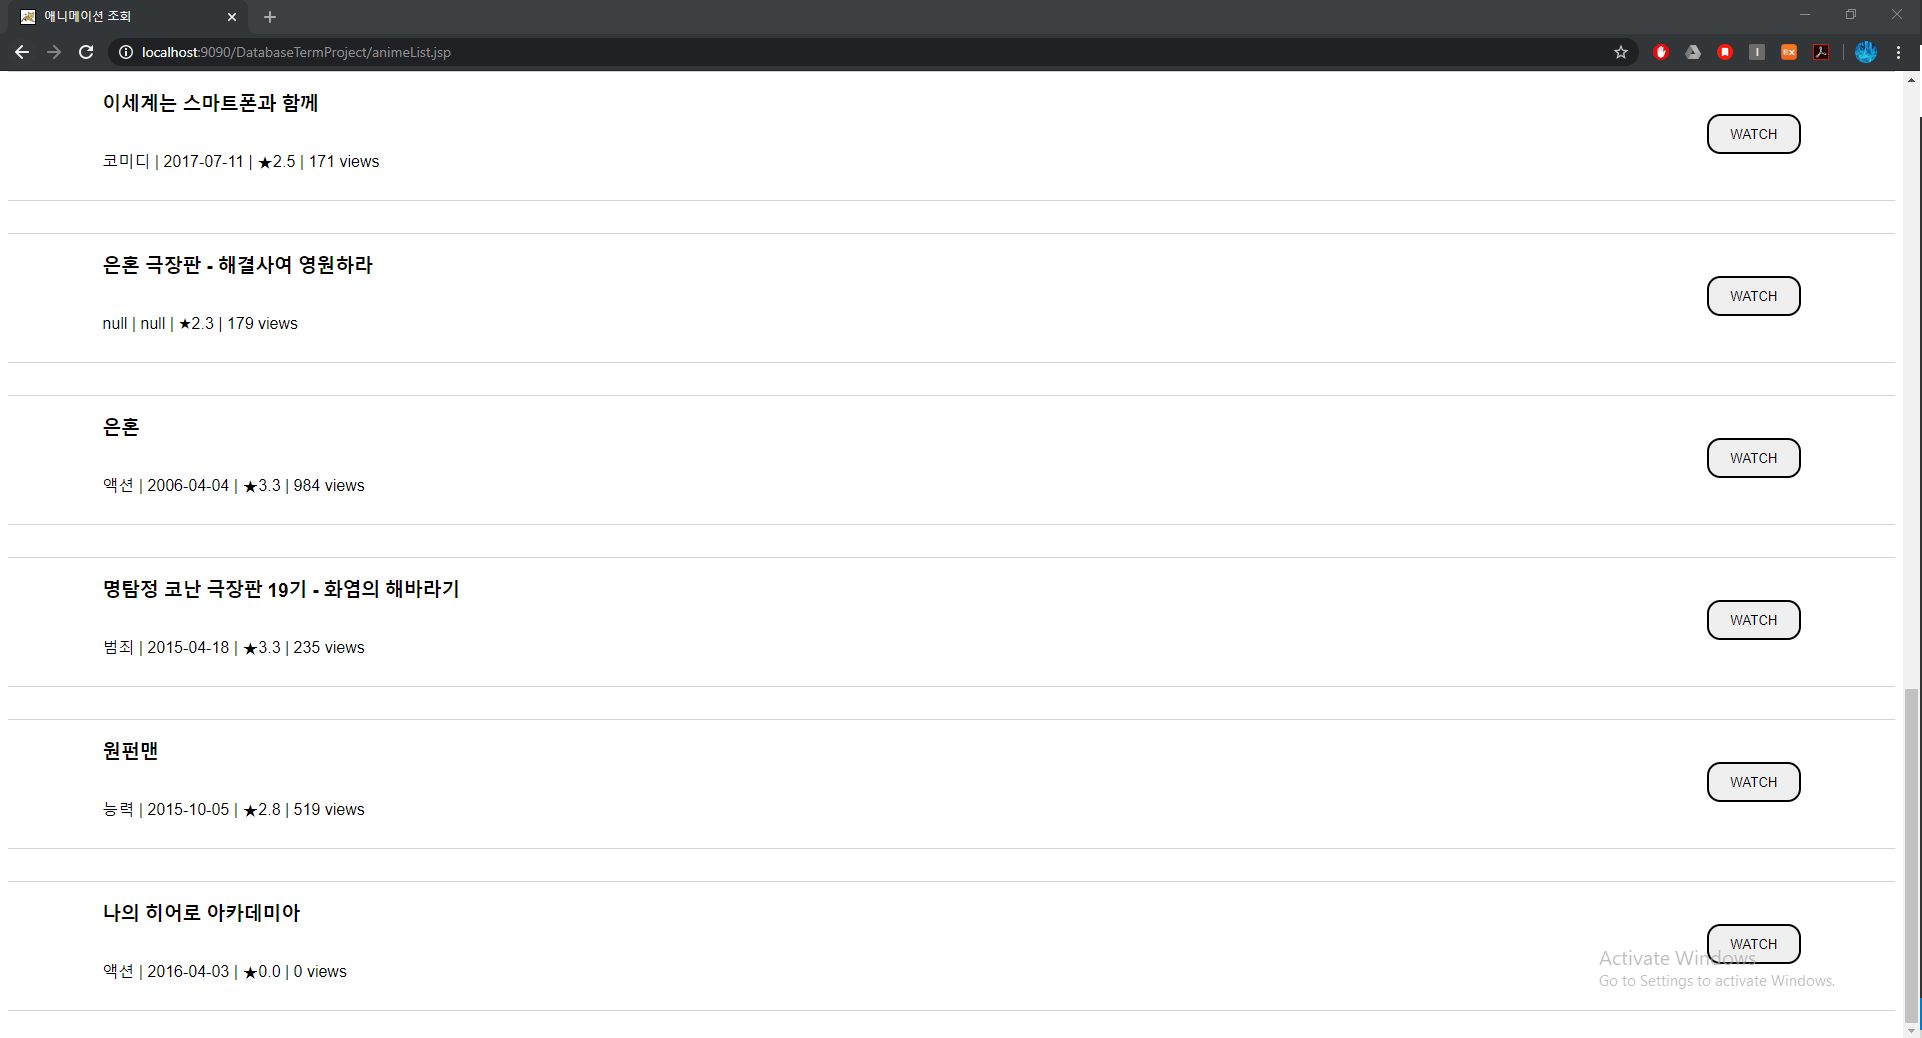 애니메이션 조회
localhost:9090/DatabaseTermProject/animeList.jsp
이세계는 스마트폰과 함께
WATCH
코미디 | 2017-07-11 | ★2.5 | 171 views
은혼 극장판 - 해결사여 영원하라
WATCH
null | null | ★2.3 | 179 views
은혼
WATCH
액션 | 2006-04-04 | ★3.3 | 984 views
명탐정 코난 극장판 19기 - 화염의 해바라기
WATCH
범죄 | 2015-04-18 | ★3.3 | 235 views
원펀맨
WATCH
능력 | 2015-10-05 | ★2.8 | 519 views
나의 히어로 아카데미아
WATCH
액션 | 2016-04-03 | ★0.0 | 0 views
Activate Windows
Go to Settings to activate Windows.